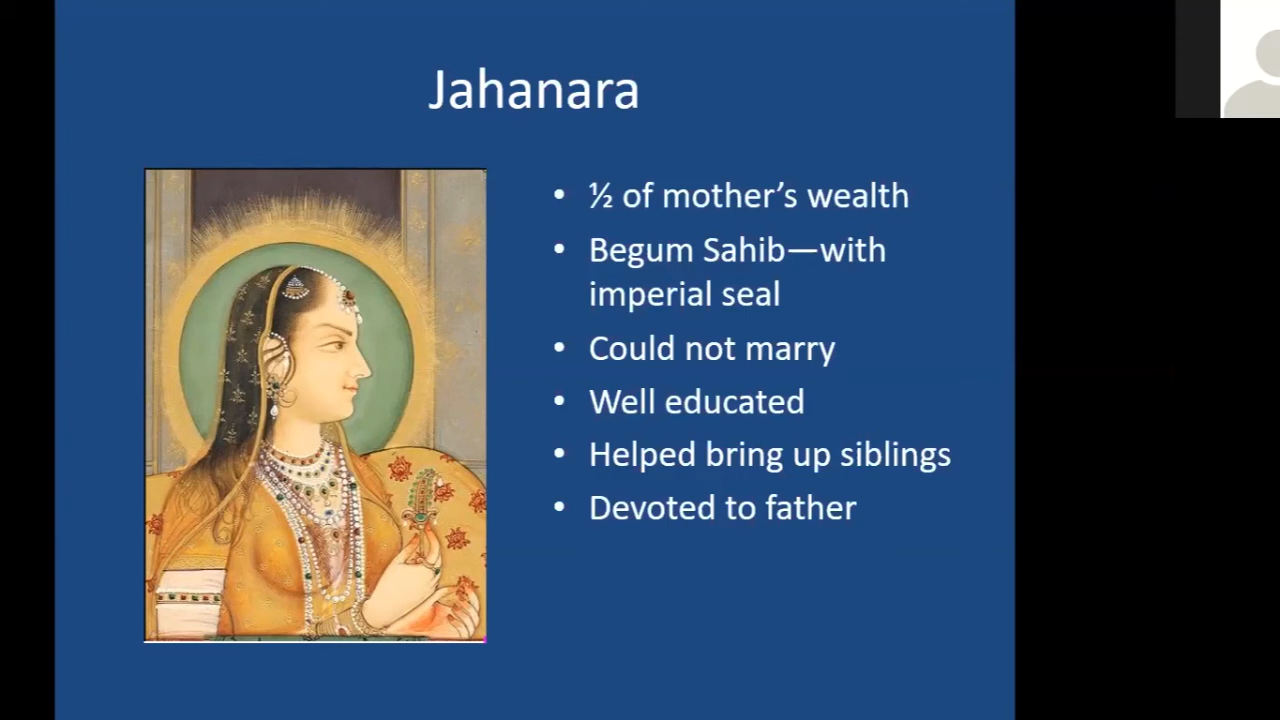 Jahanara
• ½ of mother’s wealth
• Begum Sahib—with
imperial seal
• Could not marry
• Well educated
• Helped bring up siblings
• Devoted to father